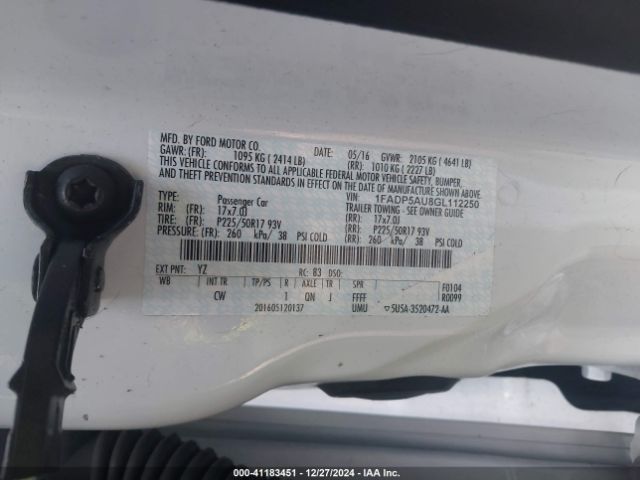 MFD. BY FORD MOTOR CO.
DATE: 05/16 GVWR: 2105 KG ( 4641 LB)
GAWR: (FR): 1095 KG ( 2414 LB) (RR): 1010 KG ( 2227 LB)
THIS VEHICLE CONFORMS TO ALL APPLICABLE FEDERAL MOTOR VEHICLE SAFETY, BUMPER,
AND THEFT PREVENTION STANDARDS IN EFFECT ON THE DATE OF MANUFACTURE SHOWN ABOVE.
VIN: 1FADP5AU8GL112250
TYPE: Passenger Car TRAILER TOWING - SEE OWNER GUIDE
RIM: (FR) 17x7.0J (RR): 17x7.0J
TIRE: (FR) P225/50R17 93V (RR): P225/50R17 93V
PRESSURE: (FR) 260 kPa/ 38 PSI COLD (RR): 260 kPa/ 38 PSI COLD
EXT PNT: YZ RC: 83 DSO:
WB INT TR TP/PS R AXLE TR SPR F0104
CW 1 QN J FFFF R0099
201605120137 UMU 5USA-3520472-AA
000-41183451 - 12/27/2024 - IAA Inc.